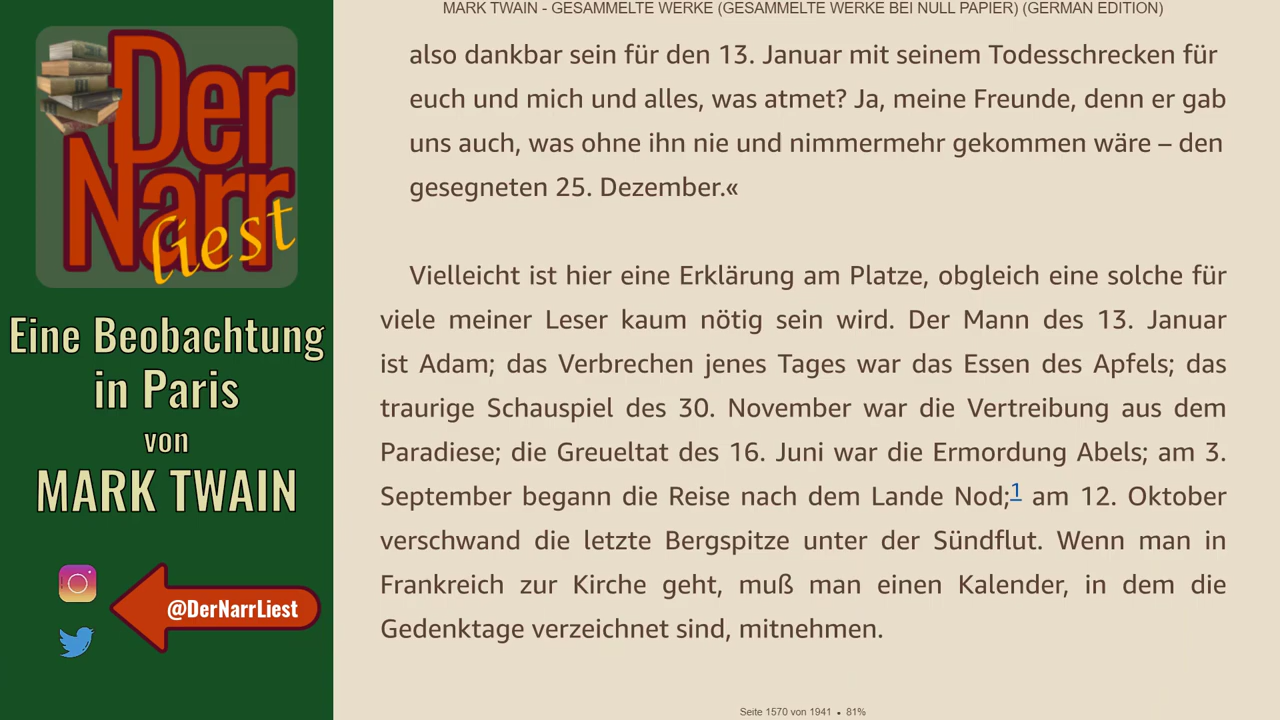 Der
Narr
liest
Eine Beobachtung
in Paris
von
MARK TWAIN
@DerNarrLiest
MARK TWAIN - GESAMMELTE WERKE (GESAMMELTE WERKE BEI NULL PAPIER) (GERMAN EDITION)
also dankbar sein für den 13. Januar mit seinem Todesschrecken für
euch und mich und alles, was atmet? Ja, meine Freunde, denn er gab
uns auch, was ohne ihn nie und nimmermehr gekommen wäre – den
gesegneten 25. Dezember.«
Vielleicht ist hier eine Erklärung am Platze, obgleich eine solche für
viele meiner Leser kaum nötig sein wird. Der Mann des 13. Januar
ist Adam; das Verbrechen jenes Tages war das Essen des Apfels; das
traurige Schauspiel des 30. November war die Vertreibung aus dem
Paradiese; die Greueltat des 16. Juni war die Ermordung Abels; am 3.
September begann die Reise nach dem Lande Nod;1 am 12. Oktober
verschwand die letzte Bergspitze unter der Sündflut. Wenn man in
Frankreich zur Kirche geht, muß man einen Kalender, in dem die
Gedenktage verzeichnet sind, mitnehmen.
Seite 1570 von 1941 • 81%